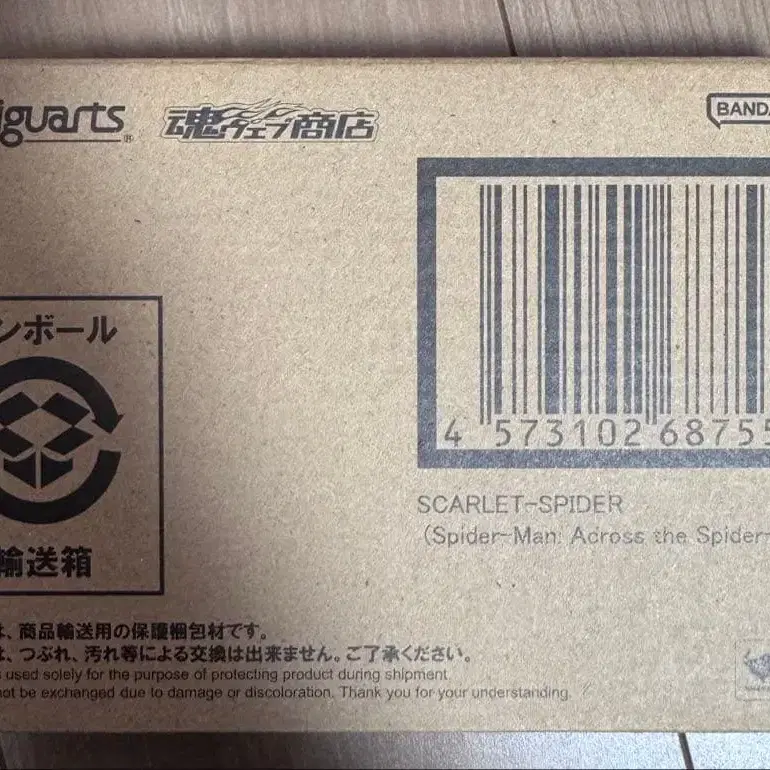 iguarts®
魂ウェブ商店
BANDA
4 573102 68755
ンボール
輸送箱
SCARLET-SPIDER
(Spider-Man: Across the Spider-
は、商品輸送用の保護梱包材です。
は、つぶれ、汚れ等による交換は出来ません。ご了承ください。
s used solely for the purpose of protecting product during shipment.
not be exchanged due to damage or discoloration. Thank you for your understanding.